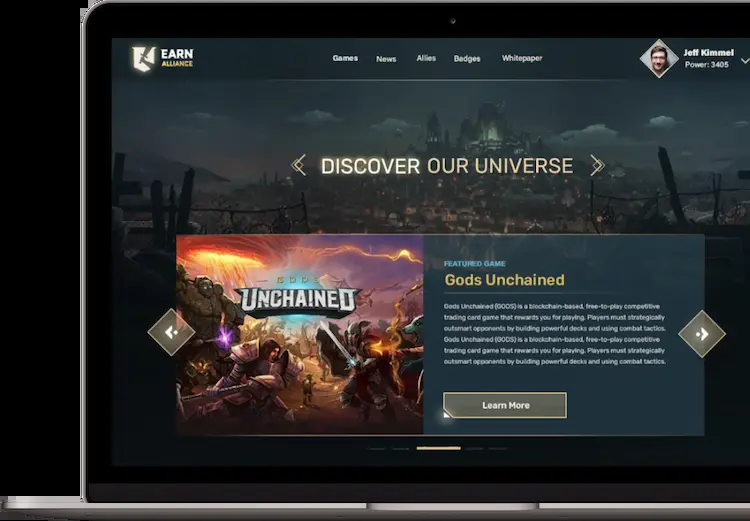 EARN
ALLIANCE
Games
News
Allies
Badges
Whitepaper
Jeff Kimmel
Power: 3405
DISCOVER OUR UNIVERSE
GODS
UNCHAINED
FEATURED GAME
Gods Unchained
Gods Unchained (GODS) is a blockchain-based, free-to-play competitive
trading card game that rewards you for playing. Players must strategically
outsmart opponents by building powerful decks and using combat tactics.
Gods Unchained (GODS) is a blockchain-based, free-to-play competitive
trading card game that rewards you for playing. Players must strategically
outsmart opponents by building powerful decks and using combat tactics.
Learn More